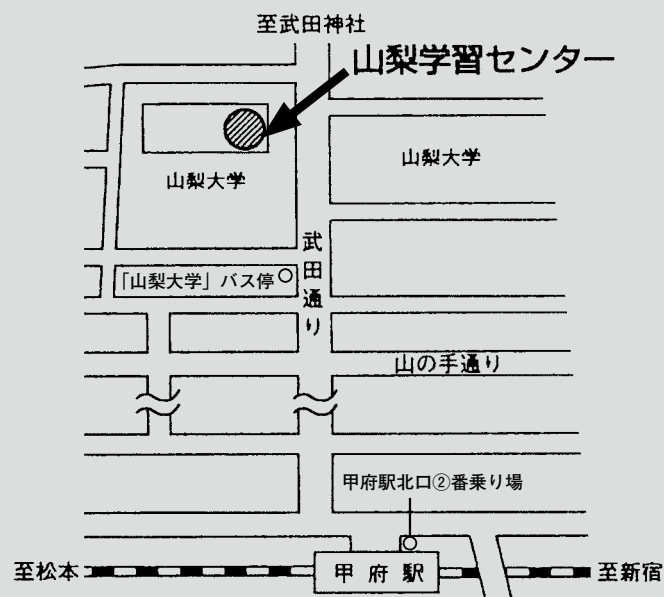 至武田神社
山梨学習センター
山梨大学
山梨大学
武田通り
「山梨大学」バス停
山の手通り
甲府駅北口②番乗り場
至松本
甲府駅
至新宿